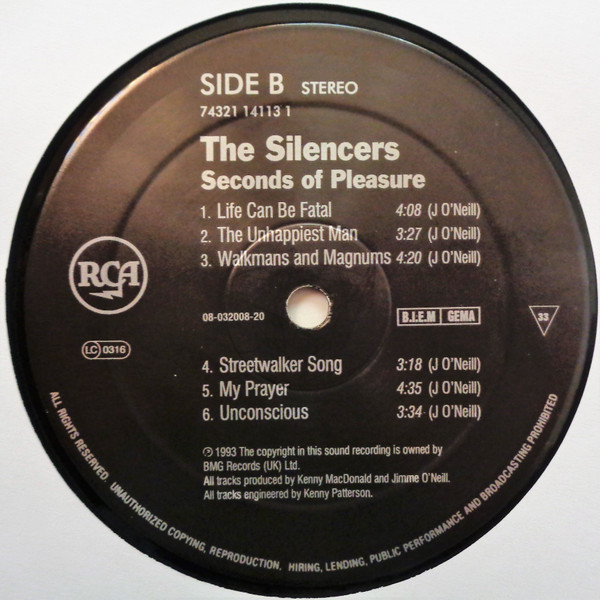 SIDE B STEREO
74321 14113 1
The Silencers
Seconds of Pleasure
1. Life Can Be Fatal 4:08 (J O'Neill)
2. The Unhappiest Man 3:27 (J O'Neill)
3. Walkmans and Magnums 4:20 (J O'Neill)
RCA
08-032008-20
B.I.E.M GEMA
33
LC 0316
4. Streetwalker Song 3:18 (J O'Neill)
5. My Prayer 4:35 (J O'Neill)
6. Unconscious 3:34 (J O'Neill)
℗ 1993 The copyright in this sound recording is owned by
BMG Records (UK) Ltd.
All tracks produced by Kenny MacDonald and Jimme O'Neill.
All tracks engineered by Kenny Patterson.
ALL RIGHTS RESERVED. UNAUTHORIZED COPYING, REPRODUCTION, HIRING, LENDING, PUBLIC PERFORMANCE AND BROADCASTING PROHIBITED